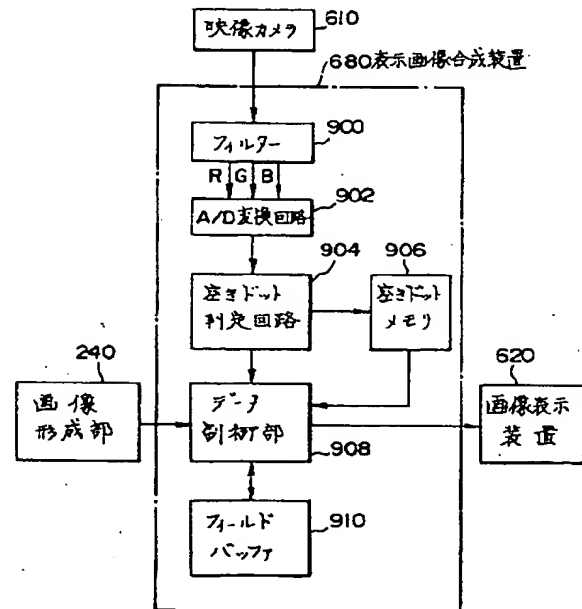 映像カメラ
610
680表示画像合成装置
フィルター
900
R G B
A/D変換回路
902
904
906
空きドット
判定回路
空きドット
メモリ
240
画像
形成部
データ
制御部
908
620
画像表示
装置
フィールド
バッファ
910